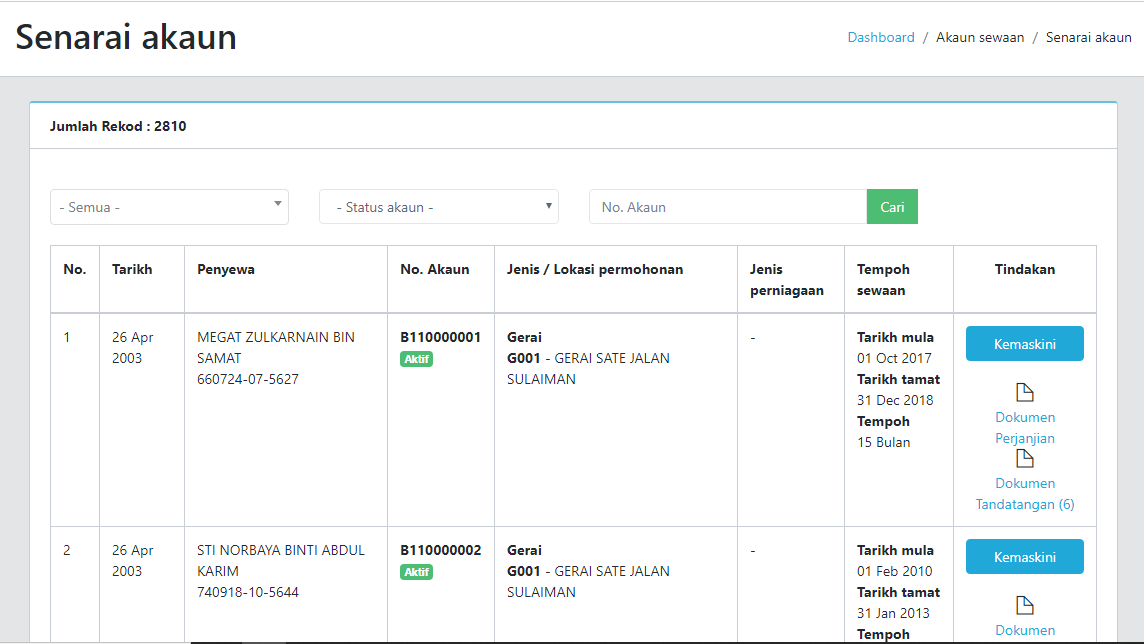 Senarai akaun
Dashboard / Akaun sewaan / Senarai akaun
Jumlah Rekod : 2810
- Semua -
- Status akaun -
No. Akaun
Cari
No.
Tarikh
Penyewa
No. Akaun
Jenis / Lokasi permohonan
Jenis
perniagaan
Tempoh
sewaan
Tindakan
1
26 Apr
2003
MEGAT ZULKARNAIN BIN
SAMAT
660724-07-5627
B110000001
Aktif
Gerai
G001 - GERAI SATE JALAN
SULAIMAN
-
Tarikh mula
01 Oct 2017
Tarikh tamat
31 Dec 2018
Tempoh
15 Bulan
Kemaskini
Dokumen
Perjanjian
Dokumen
Tandatangan (6)
2
26 Apr
2003
STI NORBAYA BINTI ABDUL
KARIM
740918-10-5644
B110000002
Aktif
Gerai
G001 - GERAI SATE JALAN
SULAIMAN
-
Tarikh mula
01 Feb 2010
Tarikh tamat
31 Jan 2013
Tempoh
Kemaskini
Dokumen